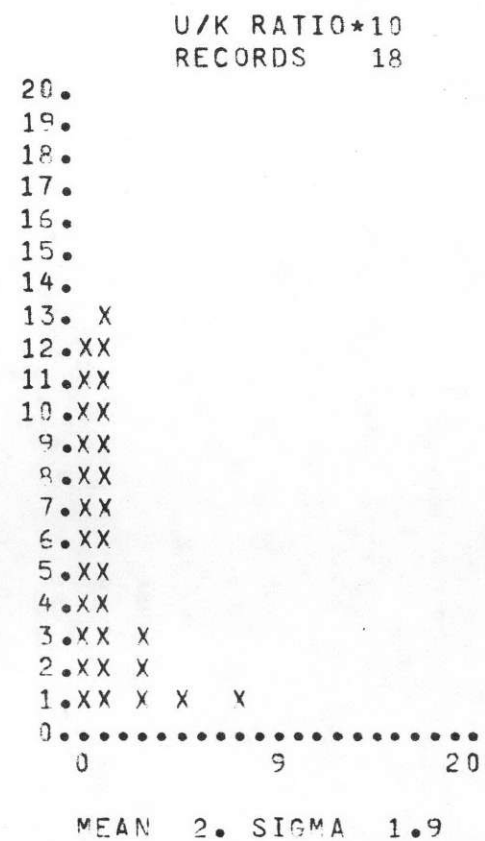 U/K RATIO*10
RECORDS 18
20.
19.
18.
17.
16.
15.
14.
13. X
12.XX
11.XX
10.XX
9.XX
8.XX
7.XX
6.XX
5.XX
4.XX
3.XX X
2.XX X
1.XX X X X
0......................
0 9 20
MEAN 2. SIGMA 1.9